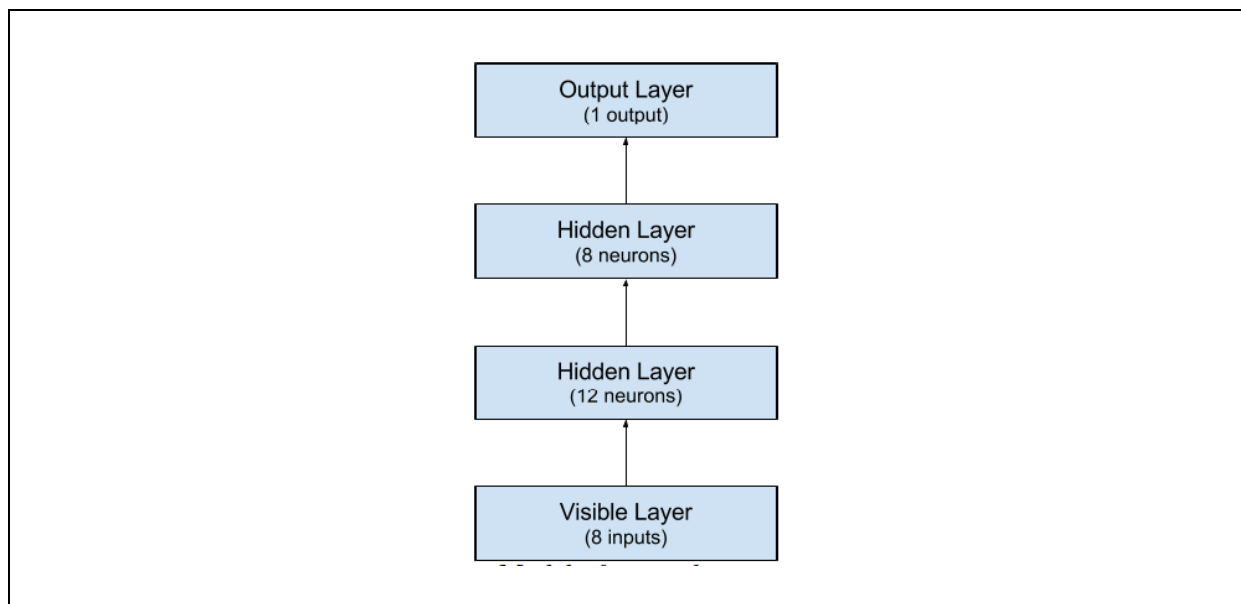 Output Layer
(1 output)
Hidden Layer
(8 neurons)
Hidden Layer
(12 neurons)
Visible Layer
(8 inputs)